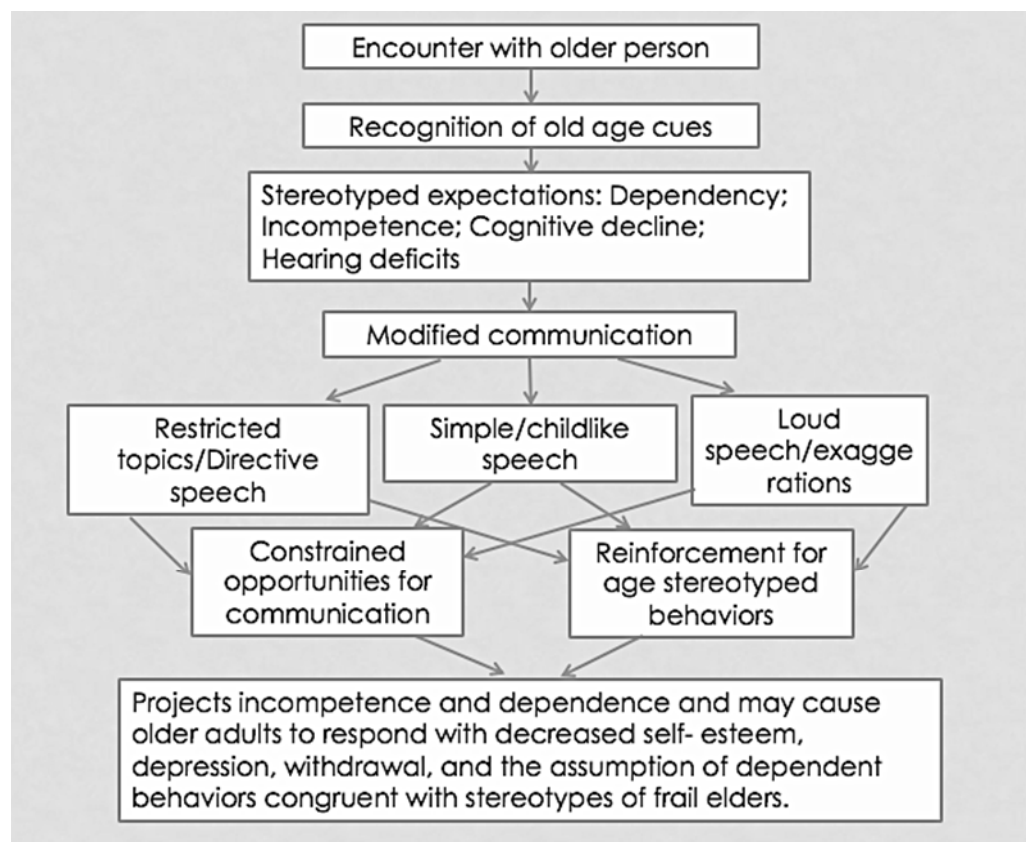 Encounter with older person
Recognition of old age cues
Stereotyped expectations: Dependency;
Incompetence; Cognitive decline;
Hearing deficits
Modified communication
Restricted
topics/Directive
speech
Simple/childlike
speech
Loud
speech/exagge
rations
Constrained
opportunities for
communication
Reinforcement for
age stereotyped
behaviors
Projects incompetence and dependence and may cause
older adults to respond with decreased self- esteem,
depression, withdrawal, and the assumption of dependent
behaviors congruent with stereotypes of frail elders.